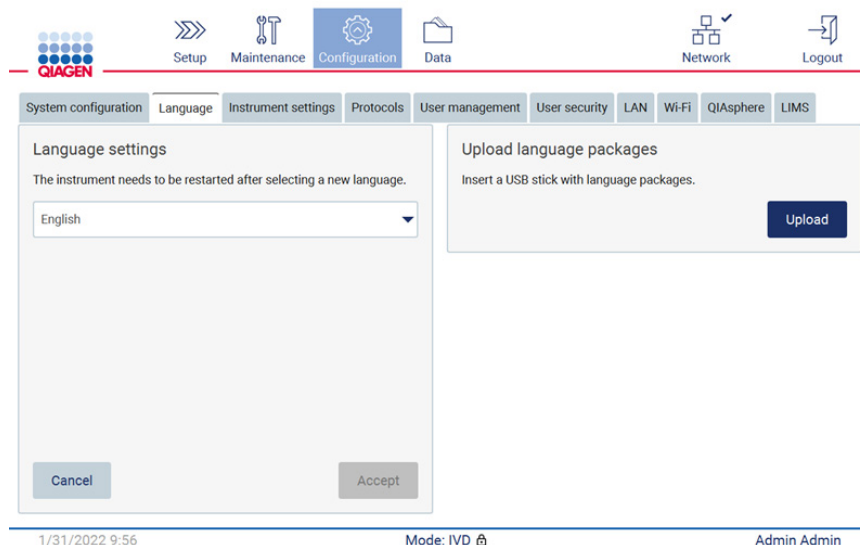 QIAGEN
Setup
Maintenance
Configuration
Data
Network
Logout
System configuration
Language
Instrument settings
Protocols
User management
User security
LAN
Wi-Fi
QIAsphere
LIMS
Language settings
The instrument needs to be restarted after selecting a new language.
English
Cancel
Accept
Upload language packages
Insert a USB stick with language packages.
Upload
1/31/2022 9:56
Mode: IVD
Admin Admin